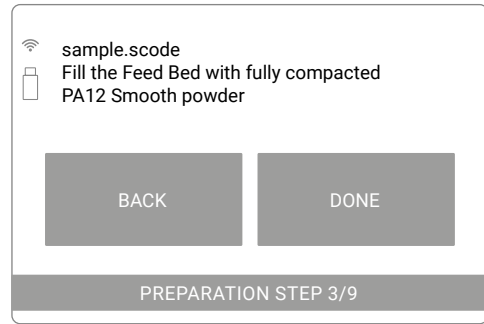 sample.scode
Fill the Feed Bed with fully compacted
PA12 Smooth powder
BACK
DONE
PREPARATION STEP 3/9